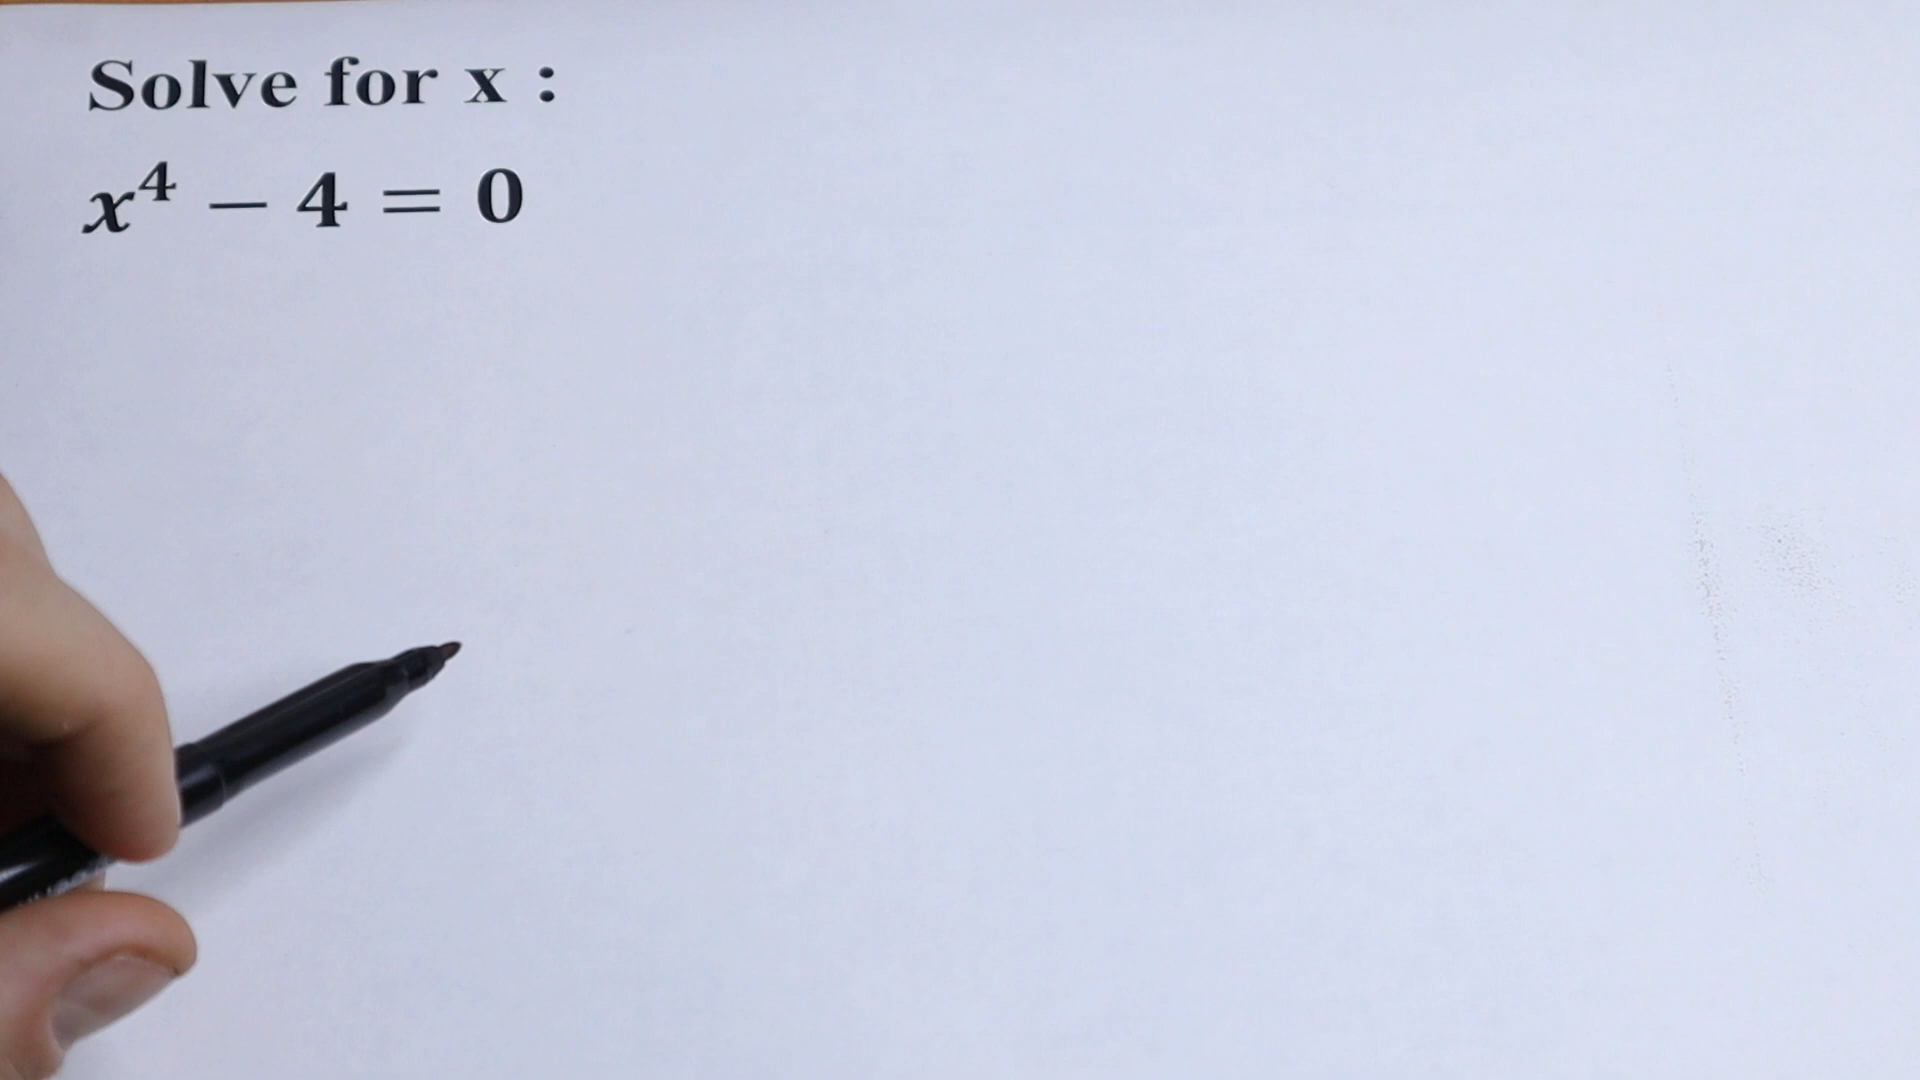 Solve for x :
x⁴ – 4 = 0